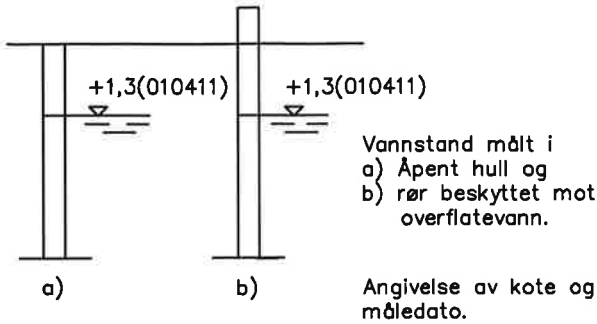 +1,3(010411) +1,3(010411)
Vannstand målt i
a) Åpent hull og
b) rør beskyttet mot
overflatevann.
a) b)
Angivelse av kote og
måledato.